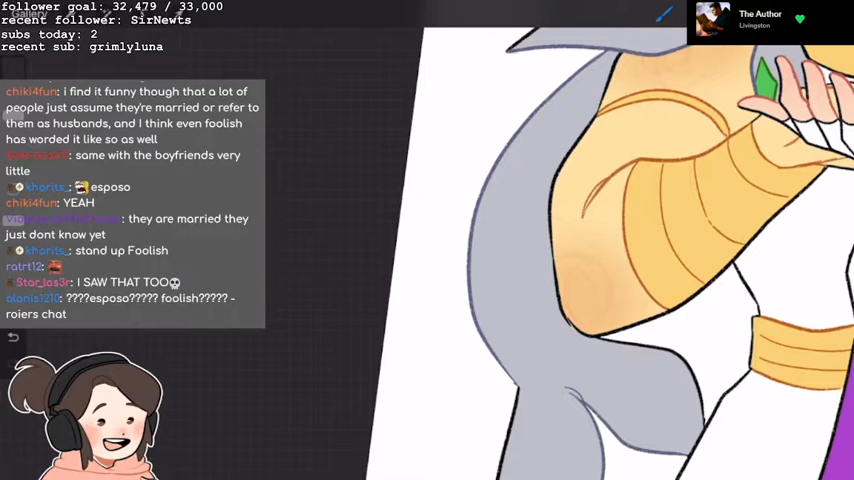 Gallery
follower goal: 32,479 / 33,000
recent follower: SirNewts
subs today: 2
recent sub: grimlyluna
The Author
Livingston
chiki4fun: i find it funny though that a lot of
people just assume they're married or refer to
them as husbands, and I think even foolish
has worded it like so as well
same with the boyfriends very
little
kharits_: esposo
chiki4fun: YEAH
they are married they
just dont know yet
kharits_: stand up Foolish
ratrt12:
Star_jos3r: I SAW THAT TOO💀
alanis1210: ????esposo????? foolish????? -
roiers chat